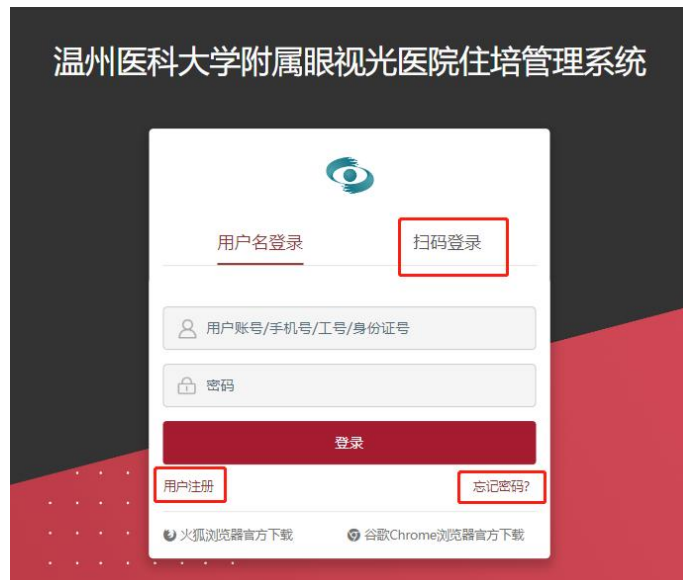 温州医科大学附属眼视光医院住培管理系统
用户名登录 扫码登录
用户账号/手机号/工号/身份证号
密码
登录
用户注册 忘记密码?
火狐浏览器官方下载 谷歌Chrome浏览器官方下载